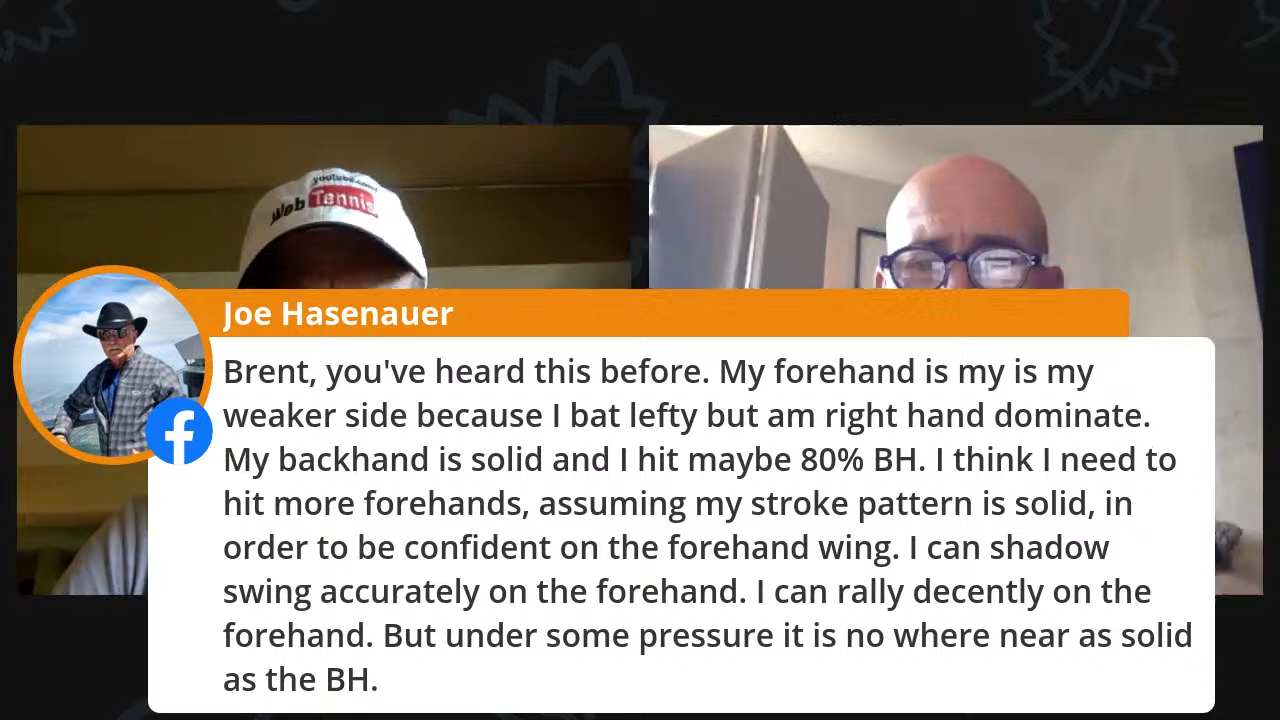 youtube.com/
Web Tennis
Joe Hasenauer
Brent, you've heard this before. My forehand is my is my
weaker side because I bat lefty but am right hand dominate.
My backhand is solid and I hit maybe 80% BH. I think I need to
hit more forehands, assuming my stroke pattern is solid, in
order to be confident on the forehand wing. I can shadow
swing accurately on the forehand. I can rally decently on the
forehand. But under some pressure it is no where near as solid
as the BH.